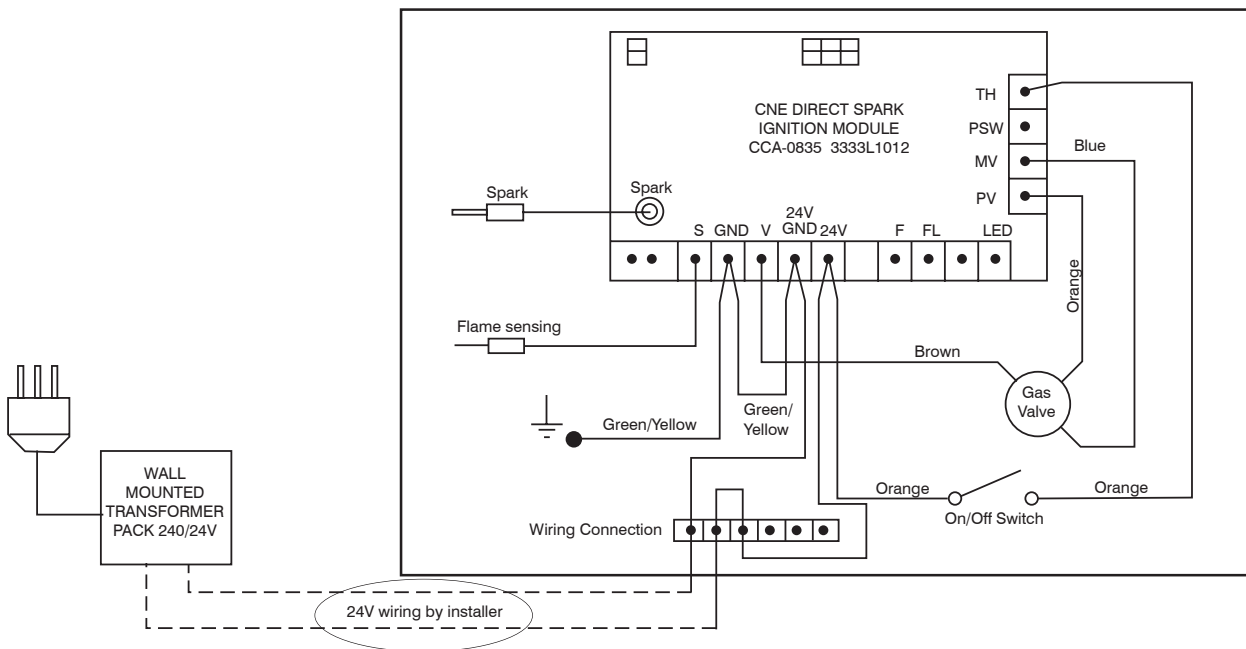 CNE DIRECT SPARK
IGNITION MODULE
CCA-0835 3333L1012
TH
PSW
MV
PV
Blue
Spark
Spark
S
GND
V
24V
GND
24V
F
FL
LED
Orange
Flame sensing
Brown
Gas
Valve
Green/Yellow
Green/
Yellow
WALL
MOUNTED
TRANSFORMER
PACK 240/24V
Orange
Orange
On/Off Switch
Wiring Connection
24V wiring by installer